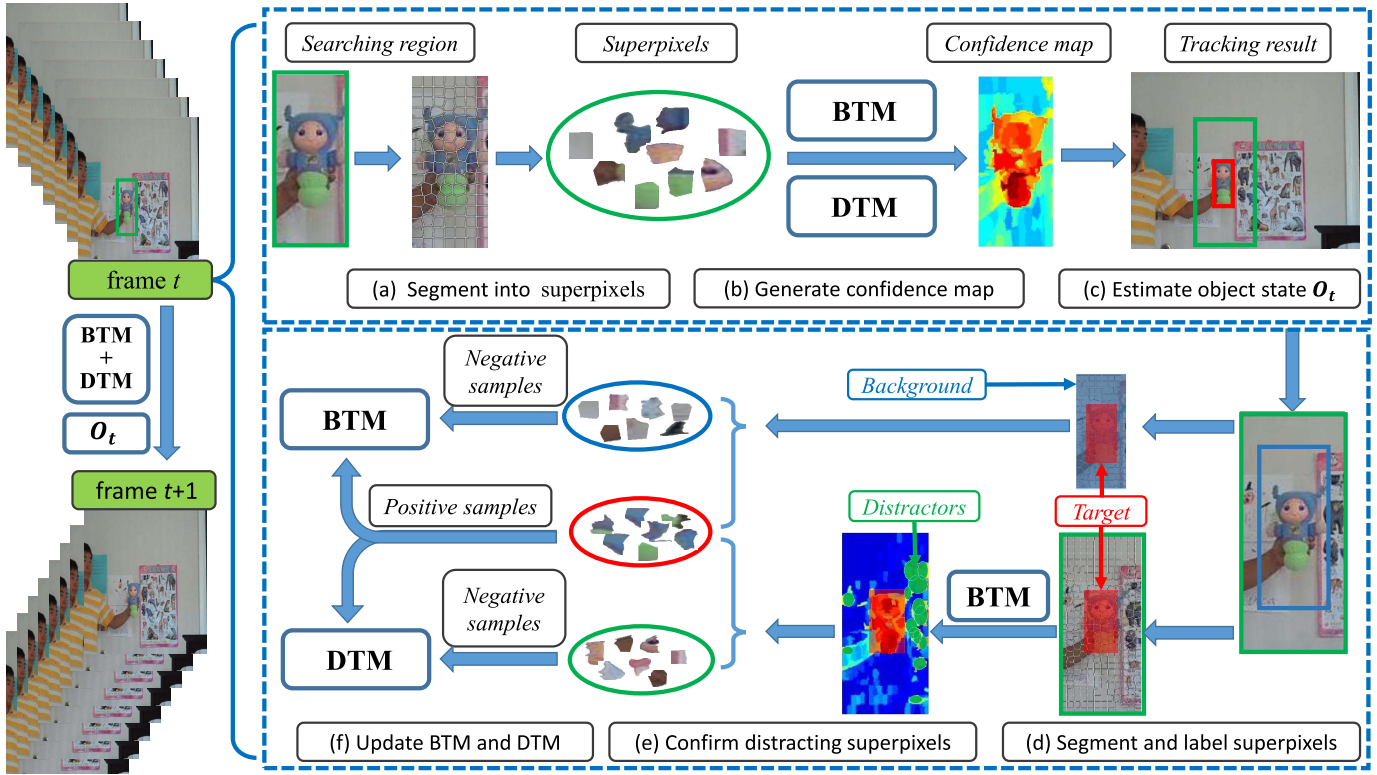 Searching region
Superpixels
Confidence map
Tracking result
BTM
DTM
(a) Segment into superpixels
(b) Generate confidence map
(c) Estimate object state Oₜ
frame t
BTM
+
DTM
Oₜ
frame t+1
Negative
samples
BTM
Positive samples
Negative
samples
DTM
Background
Distractors
Target
BTM
(f) Update BTM and DTM
(e) Confirm distracting superpixels
(d) Segment and label superpixels